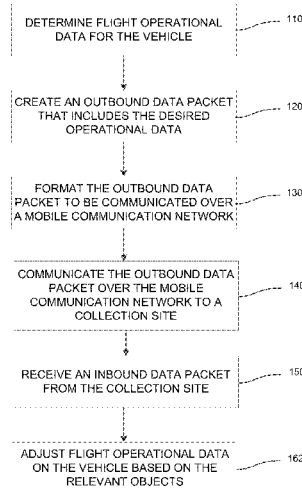 DETERMINE FLIGHT OPERATIONAL
DATA FOR THE VEHICLE
110
CREATE AN OUTBOUND DATA PACKET
THAT INCLUDES THE DESIRED
OPERATIONAL DATA
120
FORMAT THE OUTBOUND DATA
PACKET TO BE COMMUNICATED OVER
A MOBILE COMMUNICATION NETWORK
130
COMMUNICATE THE OUTBOUND DATA
PACKET OVER THE MOBILE
COMMUNICATION NETWORK TO A
COLLECTION SITE
140
RECEIVE AN INBOUND DATA PACKET
FROM THE COLLECTION SITE
150
ADJUST FLIGHT OPERATIONAL DATA
ON THE VEHICLE BASED ON THE
RELEVANT OBJECTS
162